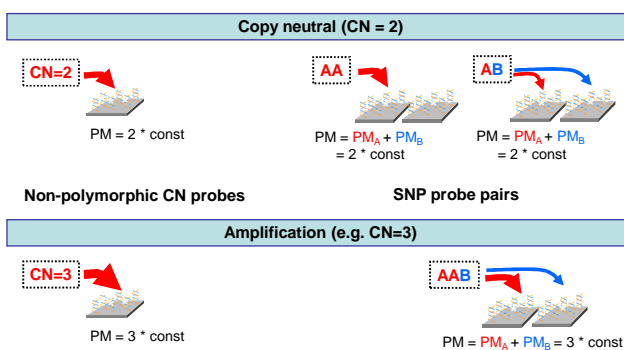 Copy neutral (CN = 2)
CN=2
AA
AB
PM = 2 * const
PM = PMA + PMB
= 2 * const
PM = PMA + PMB
= 2 * const
Non-polymorphic CN probes
SNP probe pairs
Amplification (e.g. CN=3)
CN=3
AAB
PM = 3 * const
PM = PMA + PMB = 3 * const